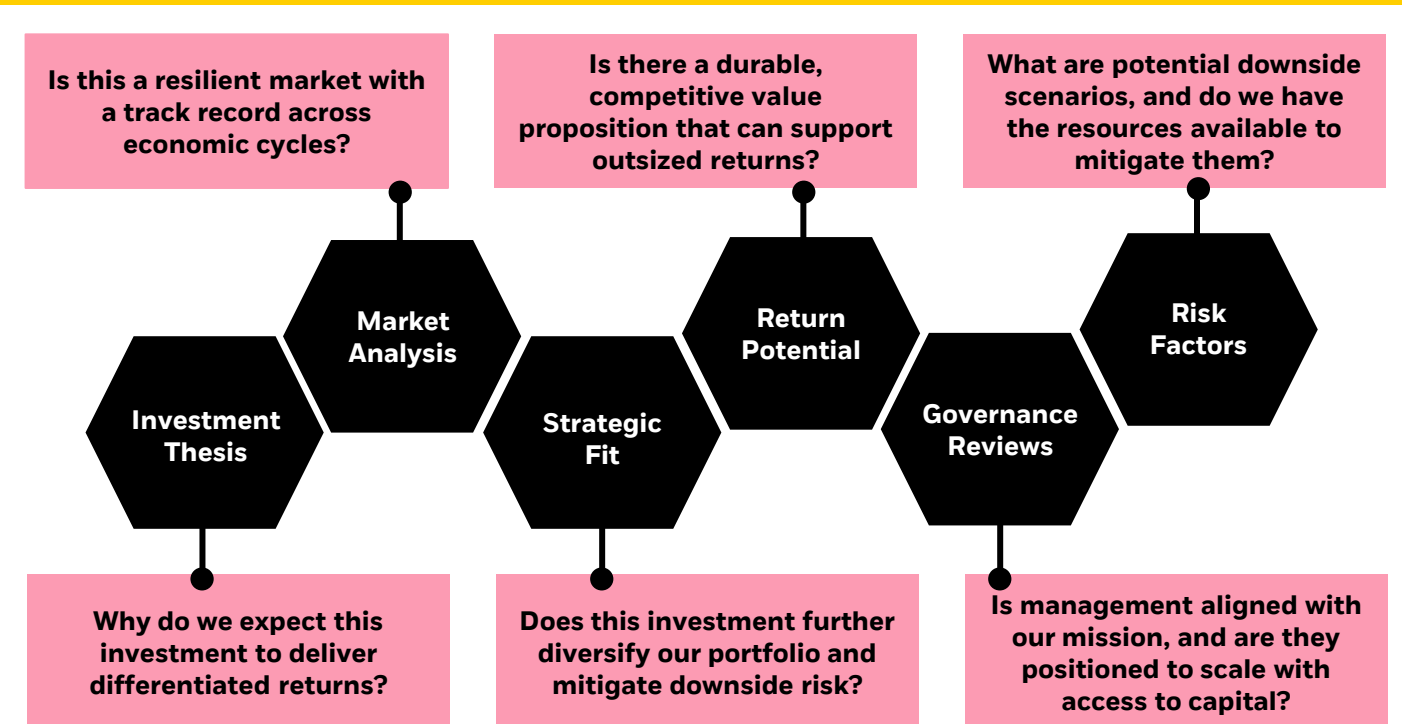 Is this a resilient market with
a track record across
economic cycles?
Is there a durable,
competitive value
proposition that can support
outsized returns?
What are potential downside
scenarios, and do we have
the resources available to
mitigate them?
Investment
Thesis
Market
Analysis
Strategic
Fit
Return
Potential
Governance
Reviews
Risk
Factors
Why do we expect this
investment to deliver
differentiated returns?
Does this investment further
diversify our portfolio and
mitigate downside risk?
Is management aligned with
our mission, and are they
positioned to scale with
access to capital?